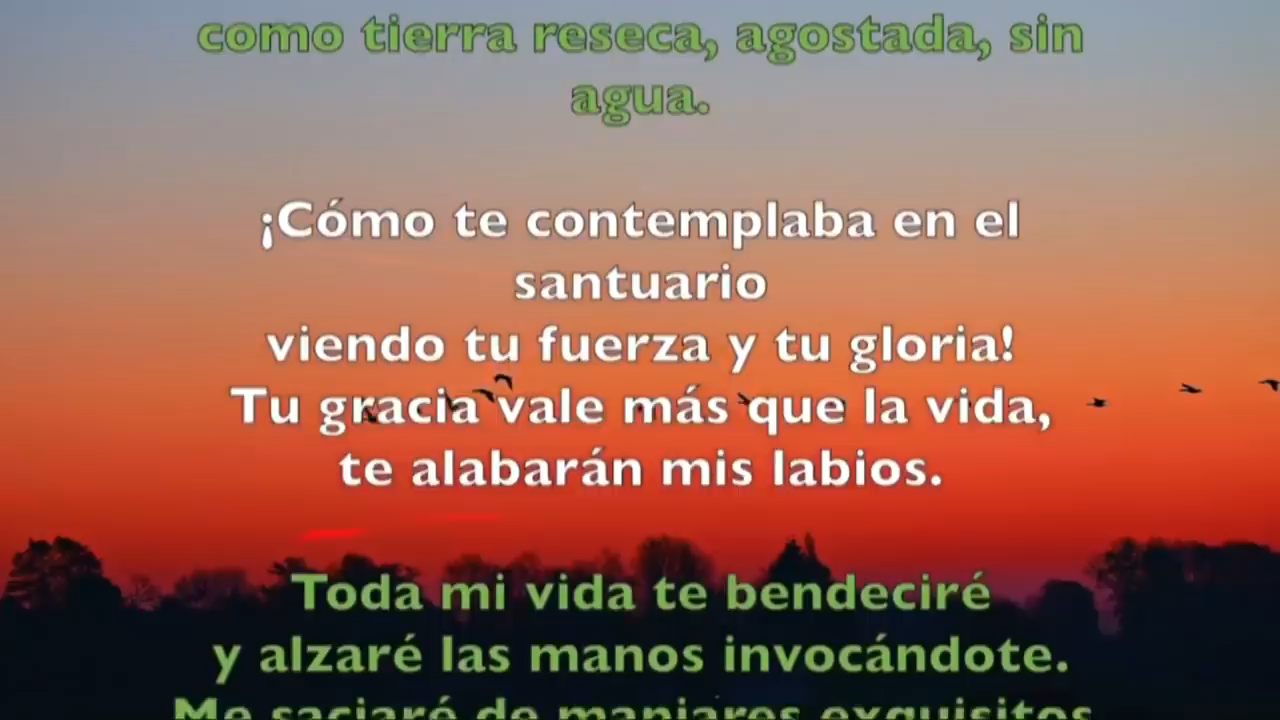 como tierra reseca, agostada, sin
agua.
¡Cómo te contemplaba en el
santuario
viendo tu fuerza y tu gloria!
Tu gracia vale más que la vida,
te alabarán mis labios.
Toda mi vida te bendeciré
y alzaré las manos invocándote.
Me saciaré de manjares exquisitos